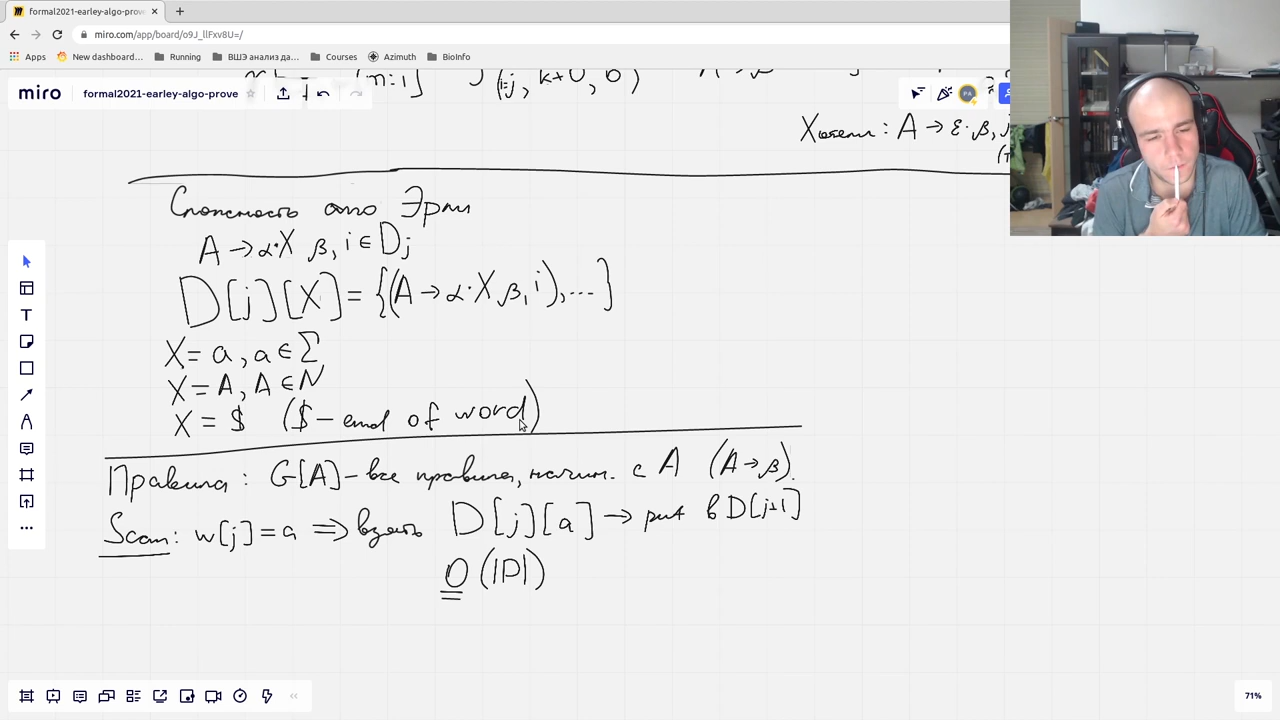 formal2021-earley-algo-prove
miro.com/app/board/o9J_llFxv8U=/
Apps New dashboard... Running ВШЭ анализ да... Courses Azimuth BioInfo
miro formal2021-earley-algo-prove
Хотели: A → ε·β, j
Сложность алго Эрли
A → α·X β, i ∈ Dj
D[j][X] = {(A → α·X β, i), ...}
X = a, a ∈ Σ
X = A, A ∈ N
X = $ ($ – end of word)
Правила: G[A] – все правила, начин. с A (A → β).
Scan: w[j] = a ⇒ взять D[j][a] → put в D[j+1]
O(|D|)
71%